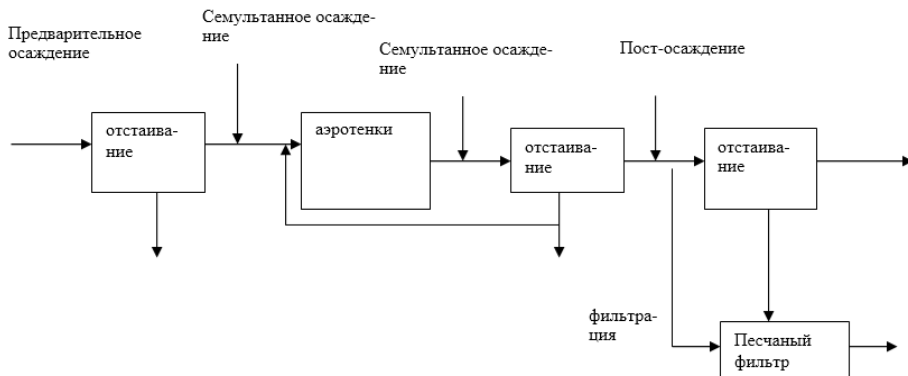 Предварительное
осаждение
Семультанное осажде-
ние
Семультанное осажде-
ние
Пост-осаждение
отстаива-
ние
аэротенки
отстаива-
ние
отстаива-
ние
фильтра-
ция
Песчаный
фильтр